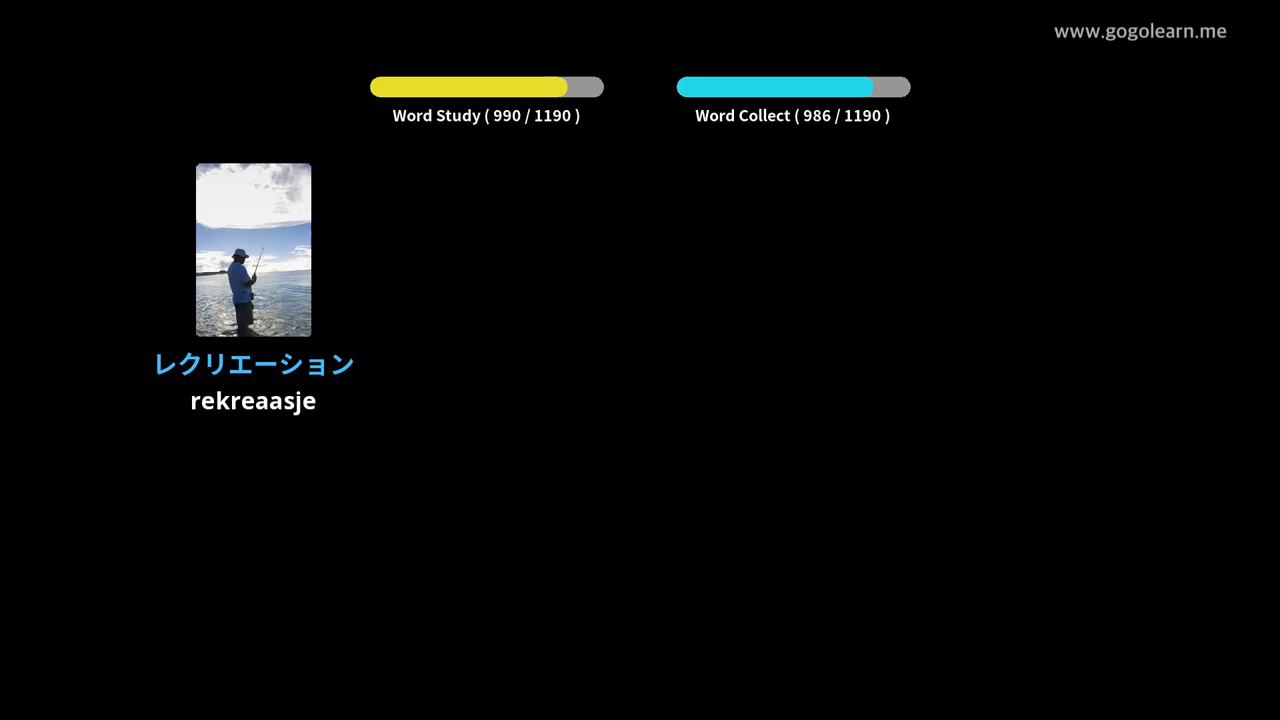 www.gogolearn.me
Word Study ( 990 / 1190 )
Word Collect ( 986 / 1190 )
レクリエーション
rekreaasje